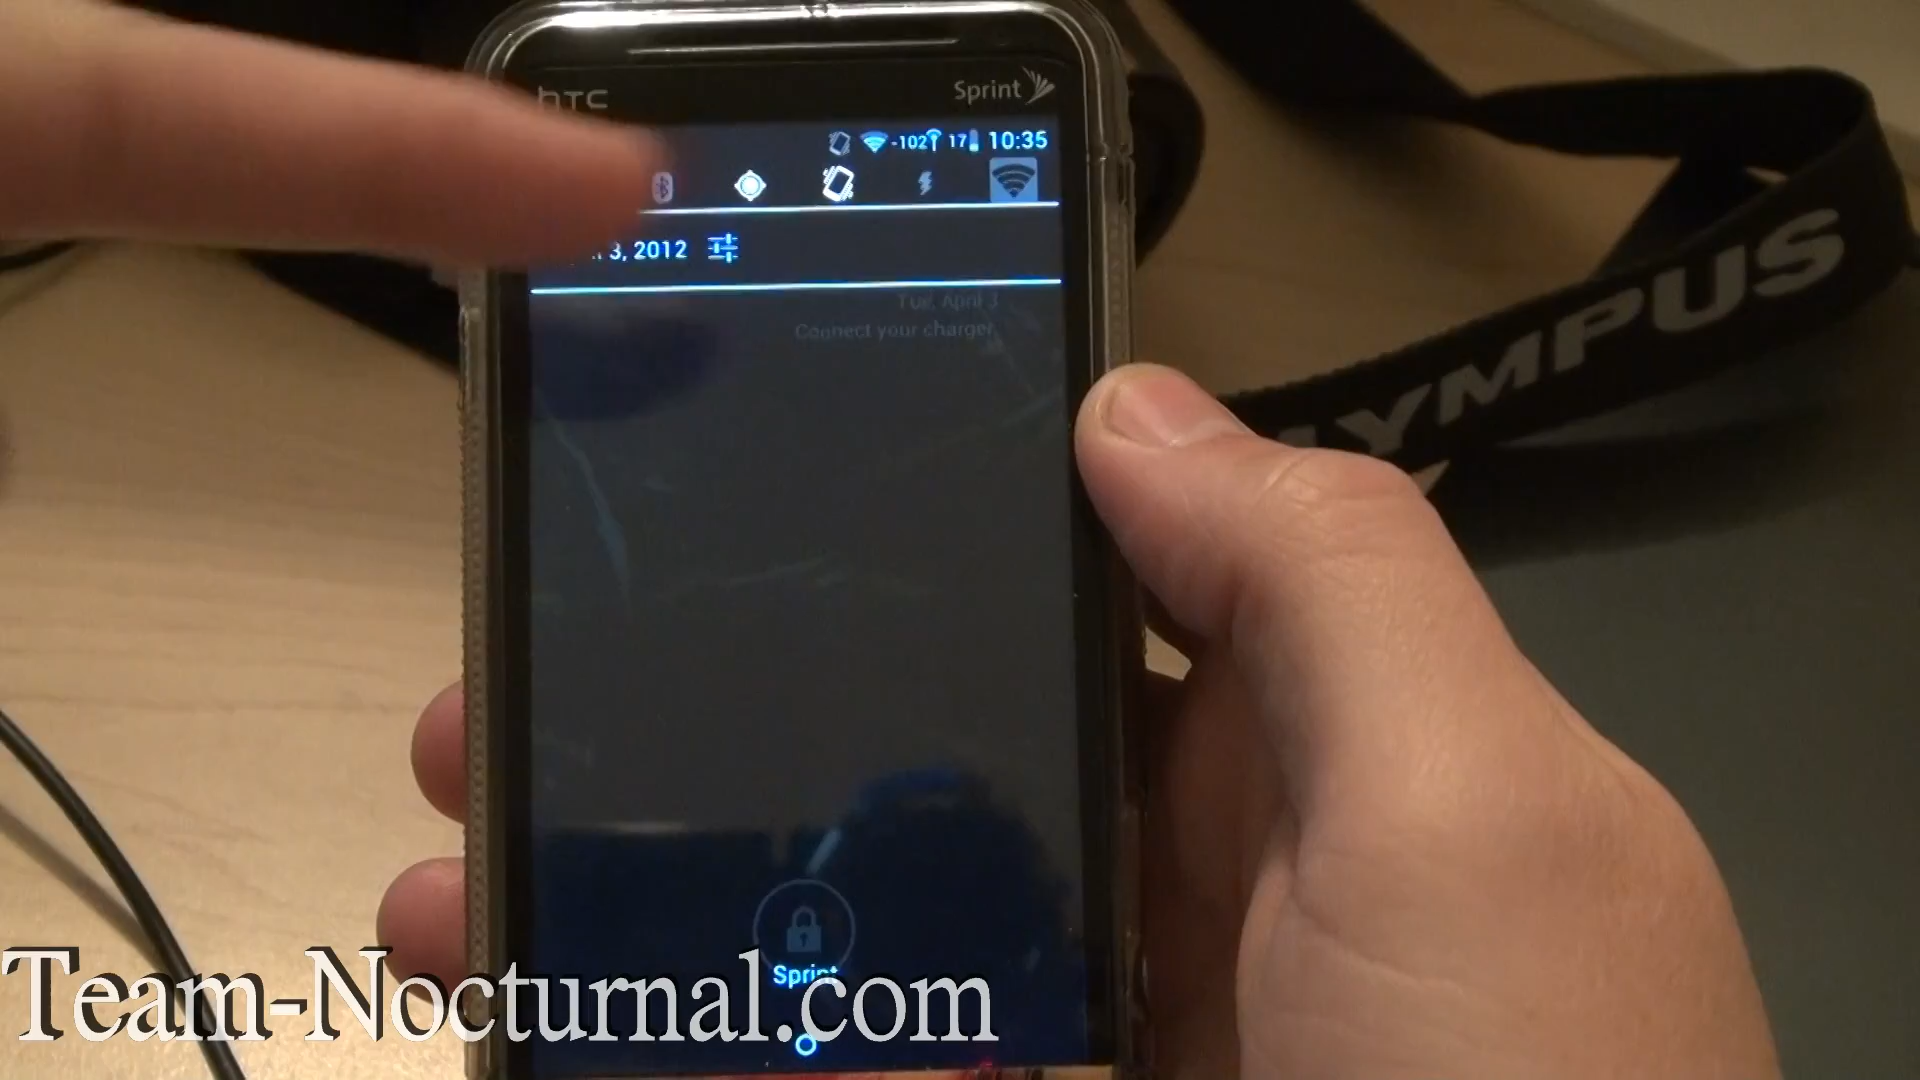 hTC
Sprint
-102 17 10:35
3, 2012
Tue, April 3
Connect your charger
OLYMPUS
Sprint
Team-Nocturnal.com